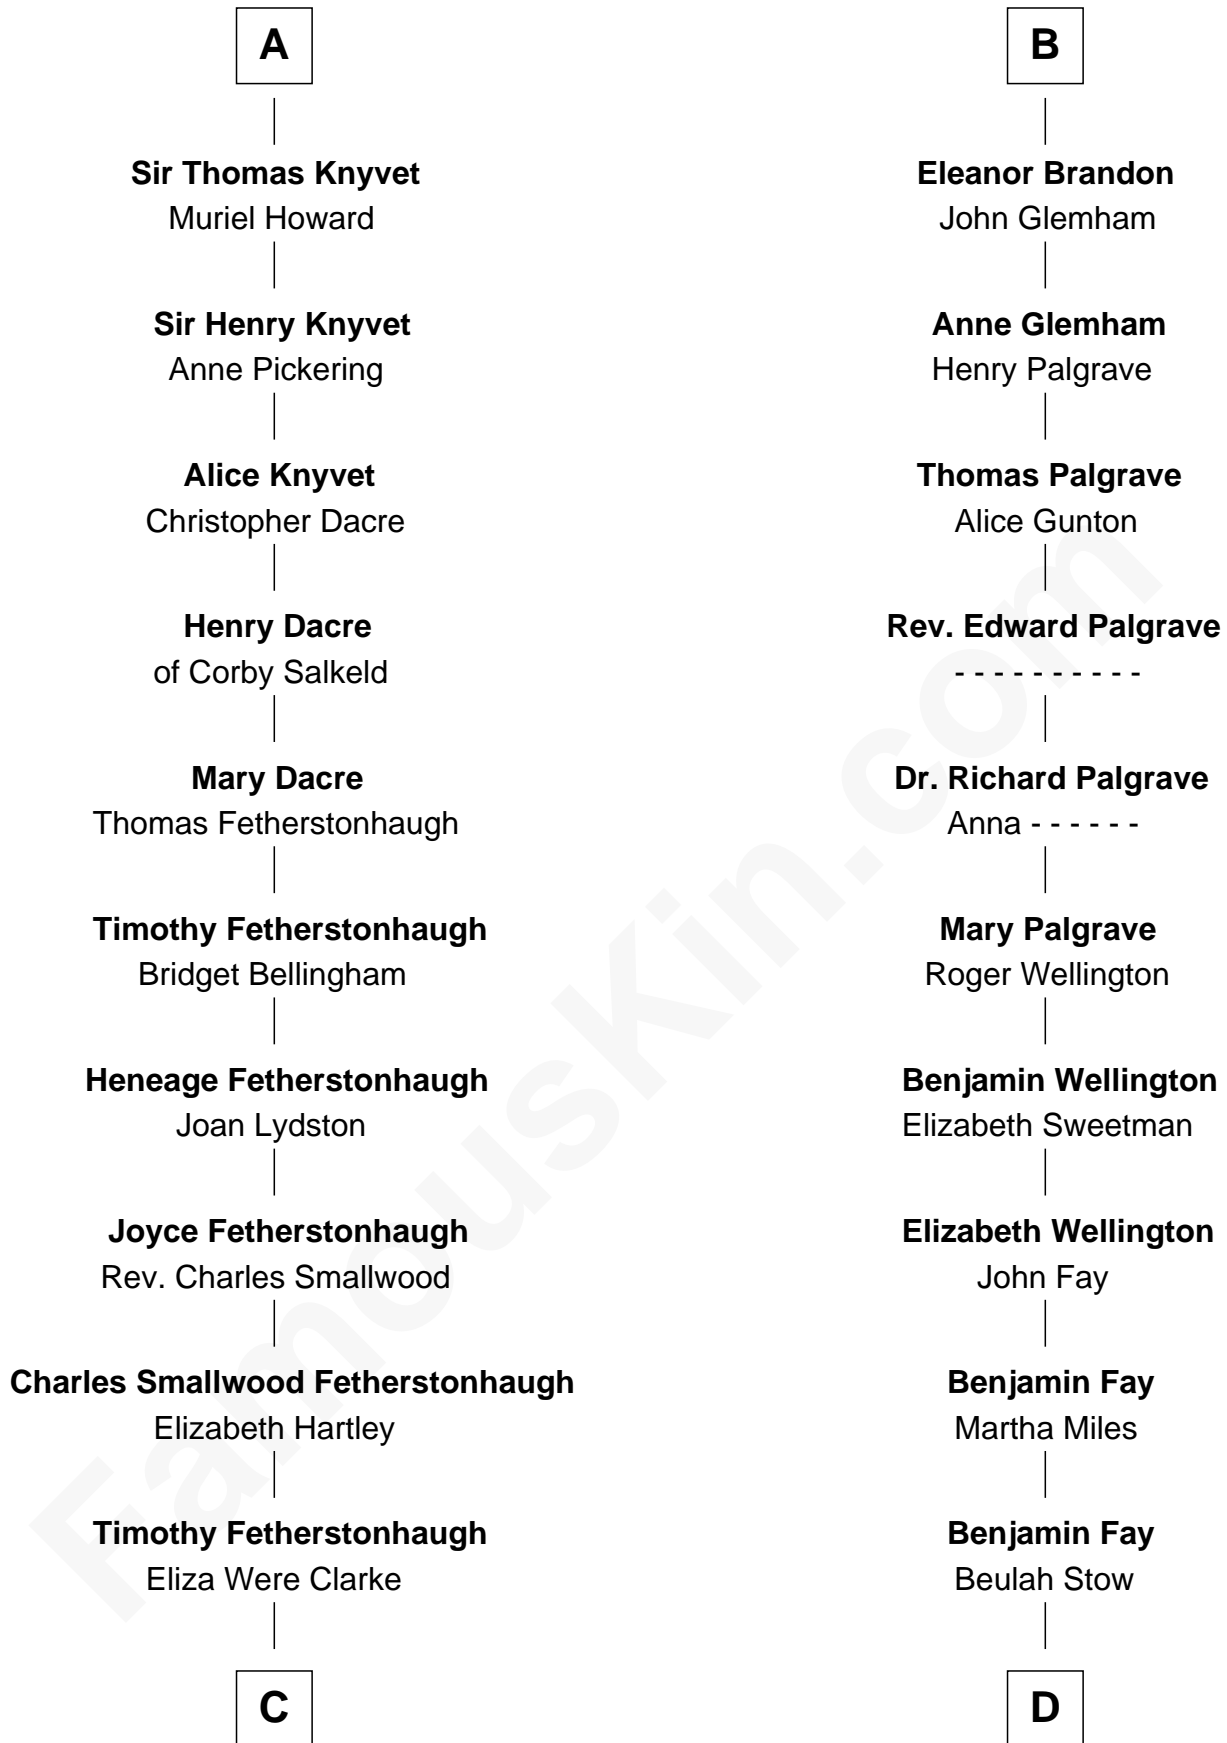 A
Sir Thomas Knyvet
Muriel Howard
Sir Henry Knyvet
Anne Pickering
Alice Knyvet
Christopher Dacre
Henry Dacre
of Corby Salkeld
Mary Dacre
Thomas Fetherstonhaugh
Timothy Fetherstonhaugh
Bridget Bellingham
Heneage Fetherstonhaugh
Joan Lydston
Joyce Fetherstonhaugh
Rev. Charles Smallwood
Charles Smallwood Fetherstonhaugh
Elizabeth Hartley
Timothy Fetherstonhaugh
Eliza Were Clarke
C
B
Eleanor Brandon
John Glemham
Anne Glemham
Henry Palgrave
Thomas Palgrave
Alice Gunton
Rev. Edward Palgrave
- - - - - - - - - -
Dr. Richard Palgrave
Anna - - - - - -
Mary Palgrave
Roger Wellington
Benjamin Wellington
Elizabeth Sweetman
Elizabeth Wellington
John Fay
Benjamin Fay
Martha Miles
Benjamin Fay
Beulah Stow
D
FamousKin.com